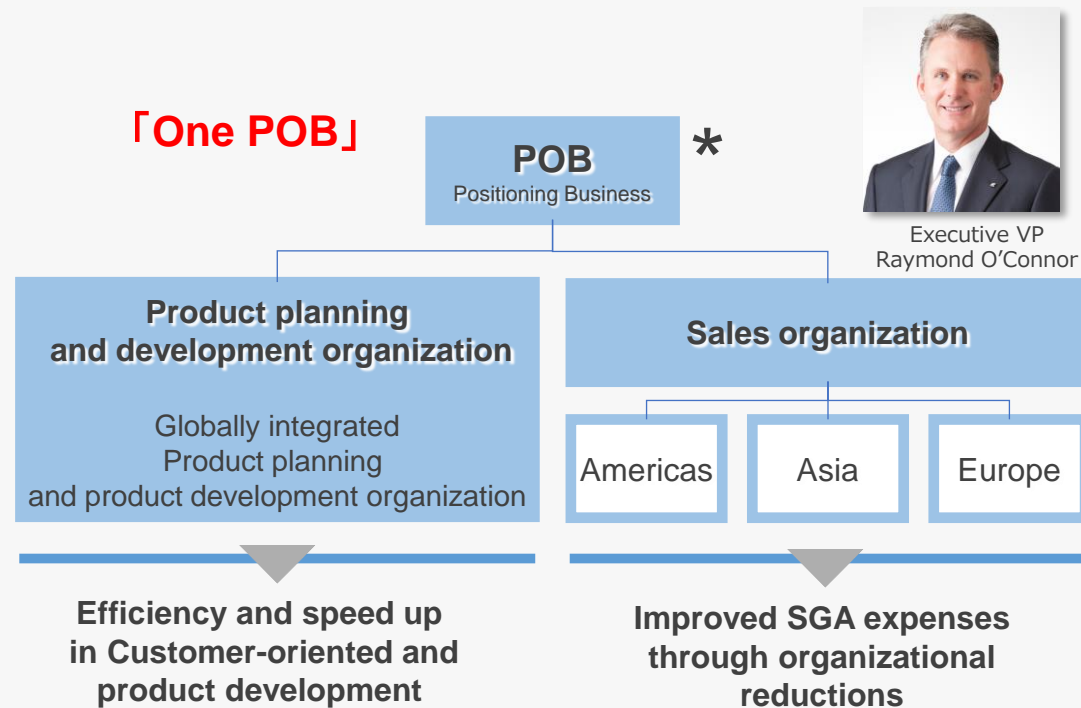 「One POB」
POB
Positioning Business
*
Executive VP
Raymond O’Connor
Product planning
and development organization
Globally integrated
Product planning
and product development organization
Sales organization
Americas
Asia
Europe
Efficiency and speed up
in Customer-oriented and
product development
Improved SGA expenses
through organizational
reductions